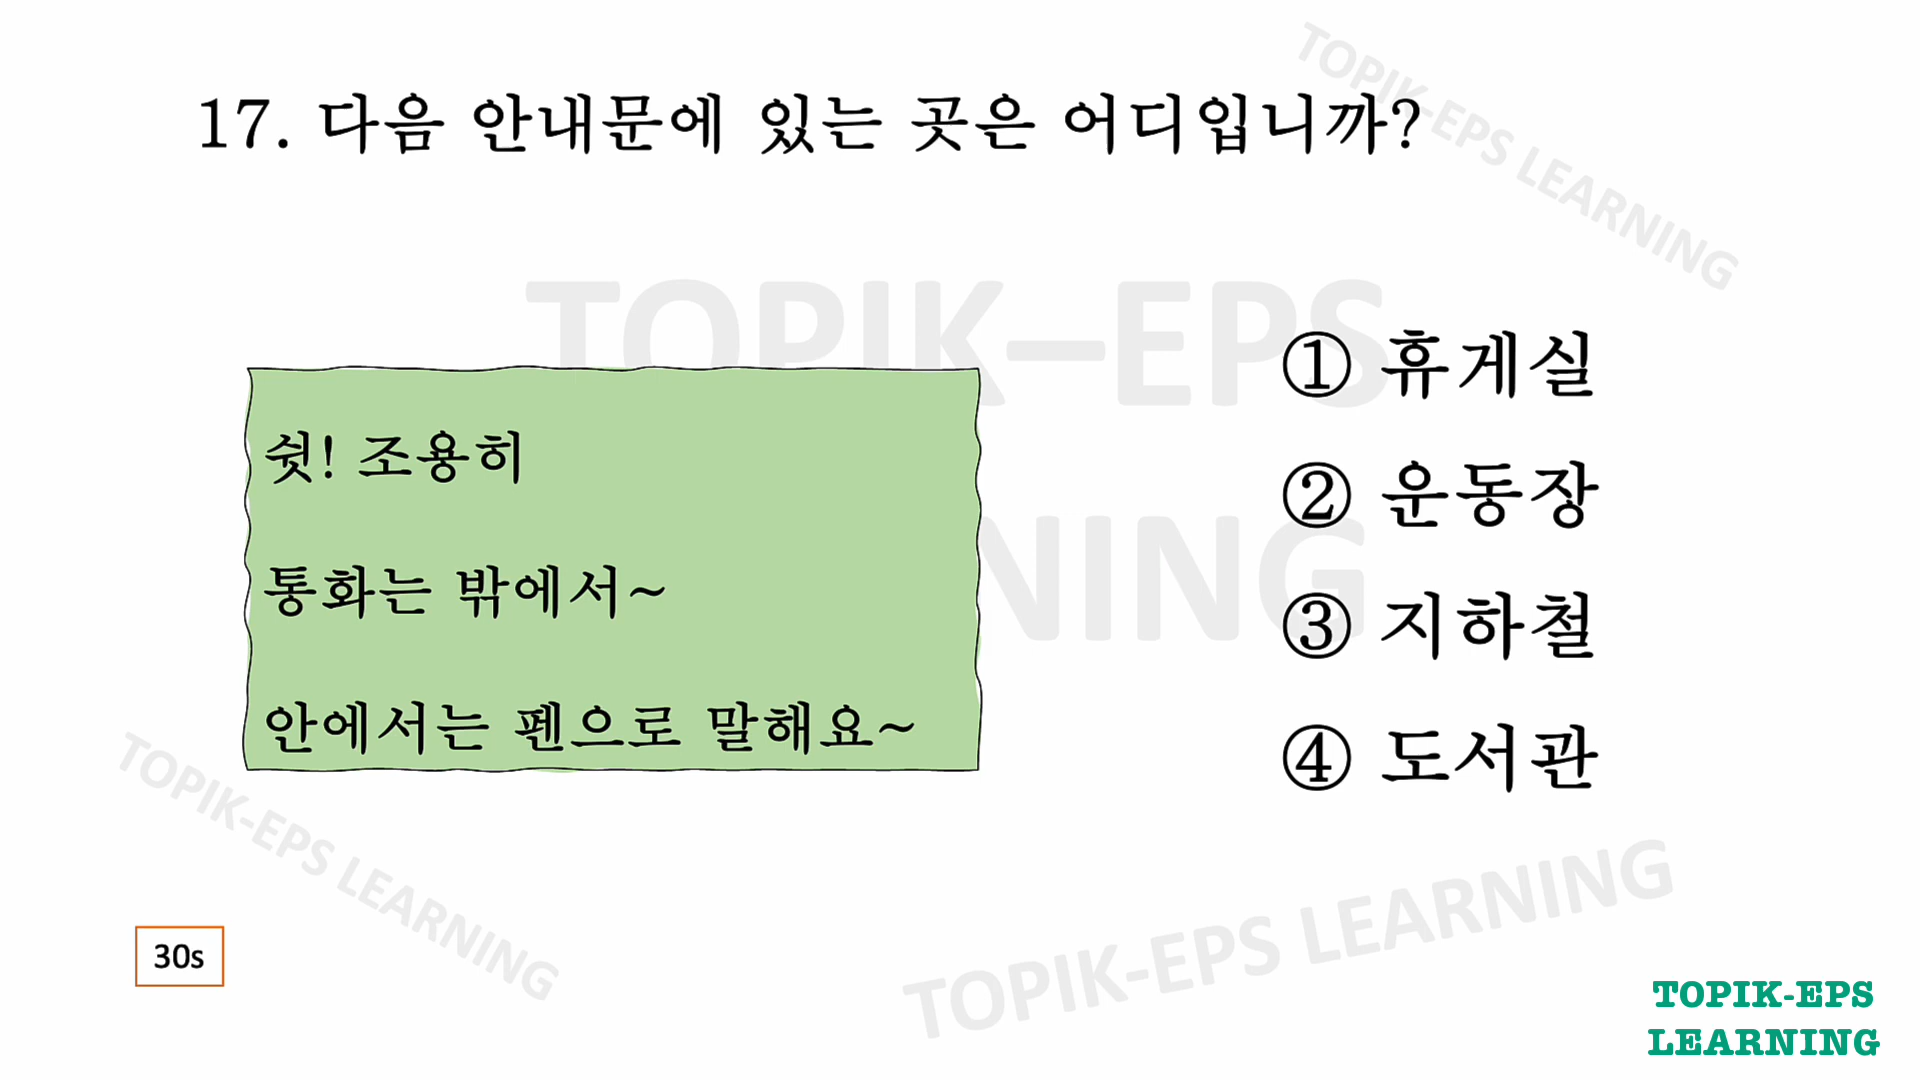 17. 다음 안내문에 있는 곳은 어디입니까?
쉿! 조용히
통화는 밖에서~
안에서는 펜으로 말해요~
① 휴게실
② 운동장
③ 지하철
④ 도서관
30s
TOPIK-EPS LEARNING
TOPIK-EPS
NING
TOPIK-EPS LEARNING
TOPIK-EPS LEARNING
TOPIK-EPS
LEARNING